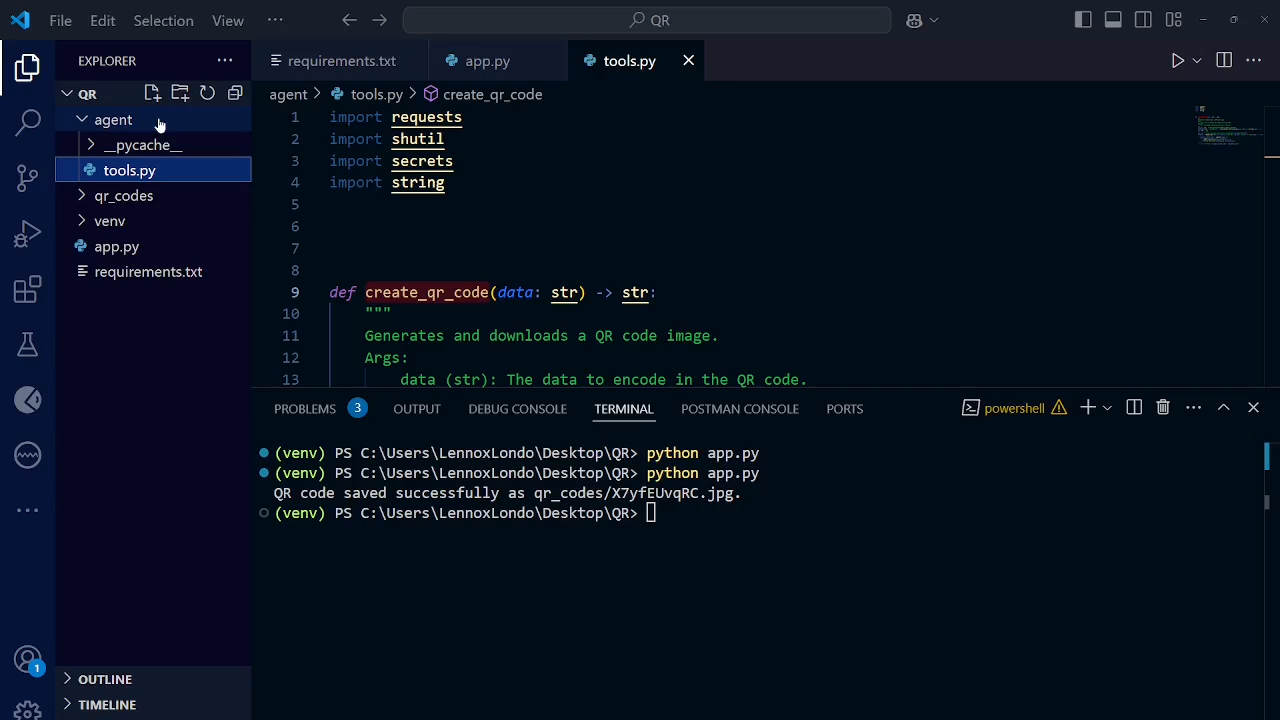 File Edit Selection View ···
QR
EXPLORER ···
QR
agent
__pycache__
tools.py
qr_codes
venv
app.py
requirements.txt
OUTLINE
TIMELINE
1
requirements.txt app.py tools.py
agent > tools.py > create_qr_code
1 import requests
2 import shutil
3 import secrets
4 import string
5
6
7
8
9 def create_qr_code(data: str) -> str:
10 """
11 Generates and downloads a QR code image.
12 Args:
13 data (str): The data to encode in the QR code.
PROBLEMS 3 OUTPUT DEBUG CONSOLE TERMINAL POSTMAN CONSOLE PORTS powershell
(venv) PS C:\Users\LennoxLondo\Desktop\QR> python app.py
(venv) PS C:\Users\LennoxLondo\Desktop\QR> python app.py
QR code saved successfully as qr_codes/X7yfEUvqRC.jpg.
(venv) PS C:\Users\LennoxLondo\Desktop\QR>